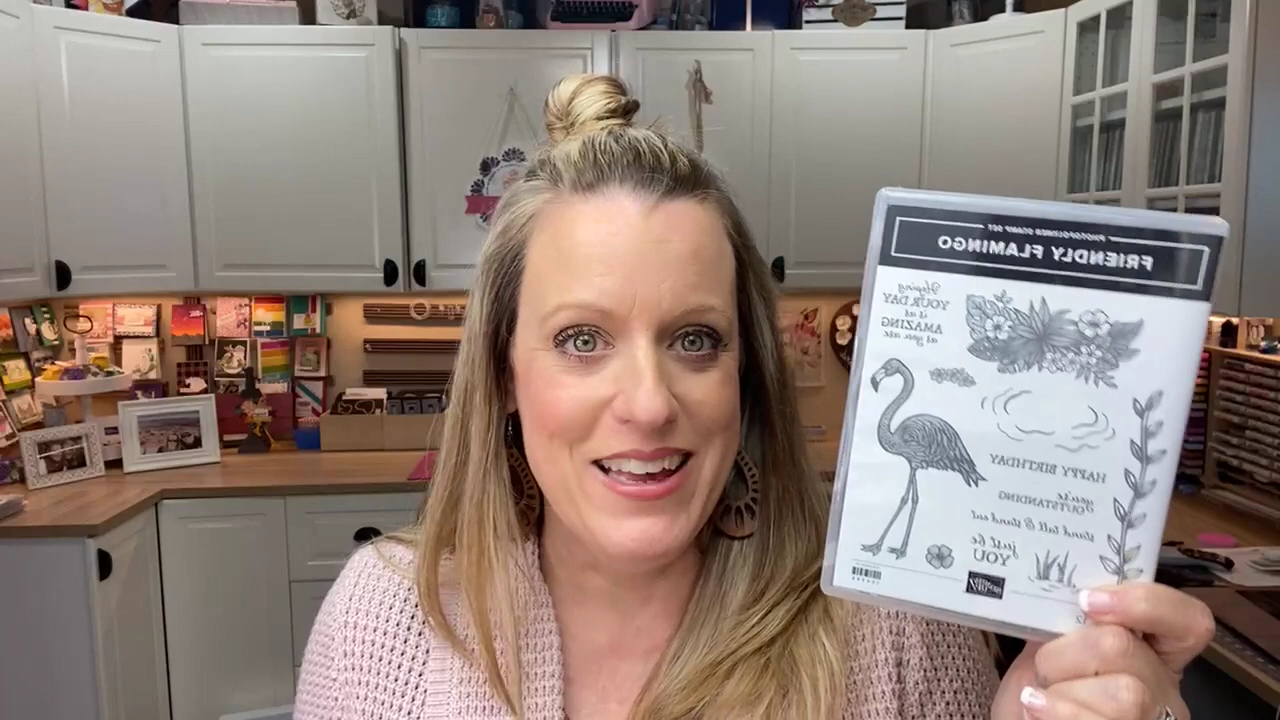 PHOTOPOLYMER STAMP SET
FRIENDLY FLAMINGO
Hoping
YOUR DAY
is as
AMAZING
as you are
HAPPY BIRTHDAY
you're
OUTSTANDING
stand tall & stand out
just be
YOU